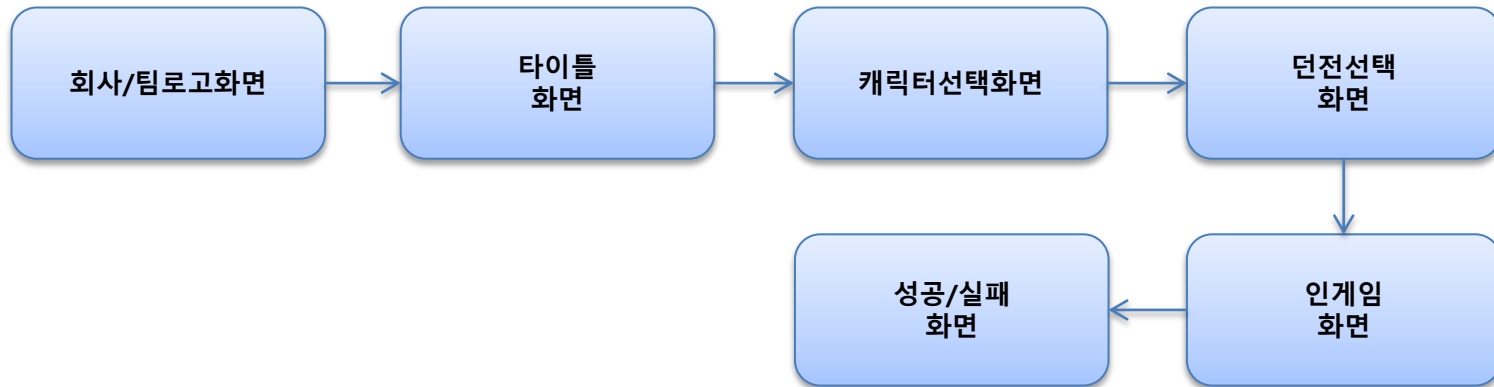 회사/팀로고화면
타이틀
화면
캐릭터선택화면
던전선택
화면
성공/실패
화면
인게임
화면